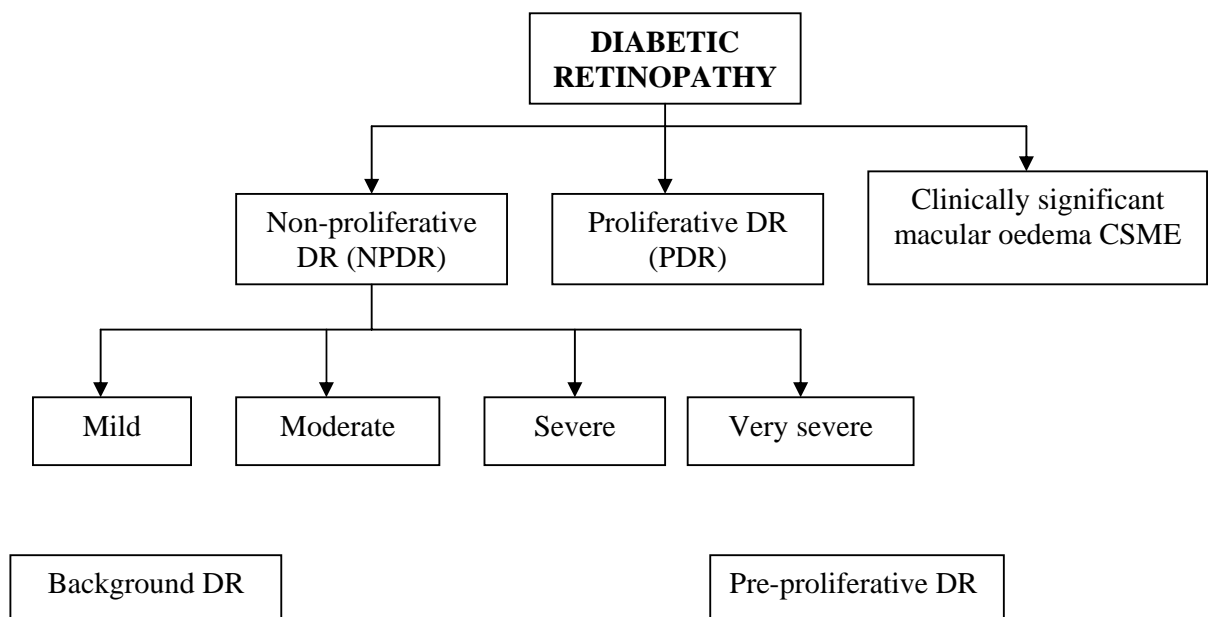 DIABETIC
RETINOPATHY
Non-proliferative
DR (NPDR)
Proliferative DR
(PDR)
Clinically significant
macular oedema CSME
Mild
Moderate
Severe
Very severe
Background DR
Pre-proliferative DR